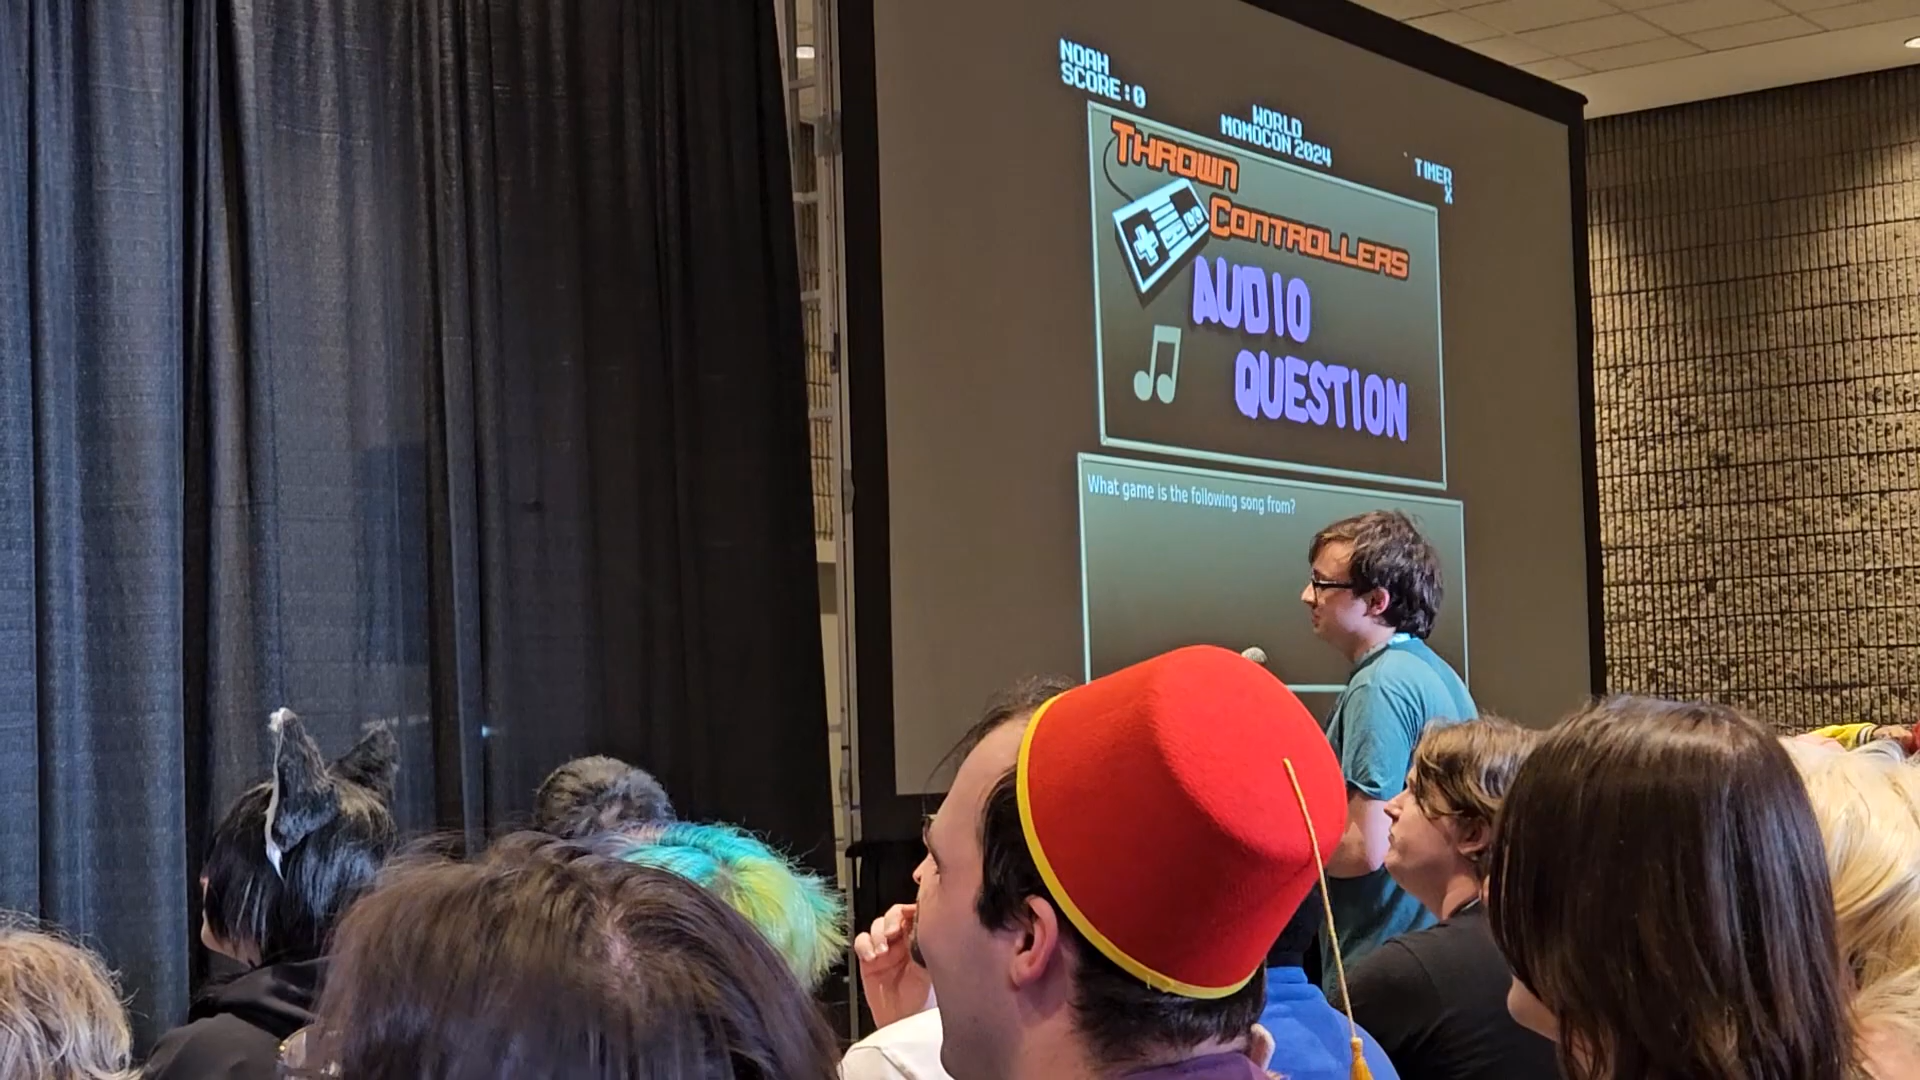 NOAH
SCORE:0
WORLD
MOMOCON 2024
TIMER
X
THROWN
CONTROLLERS
AUDIO
QUESTION
What game is the following song from?